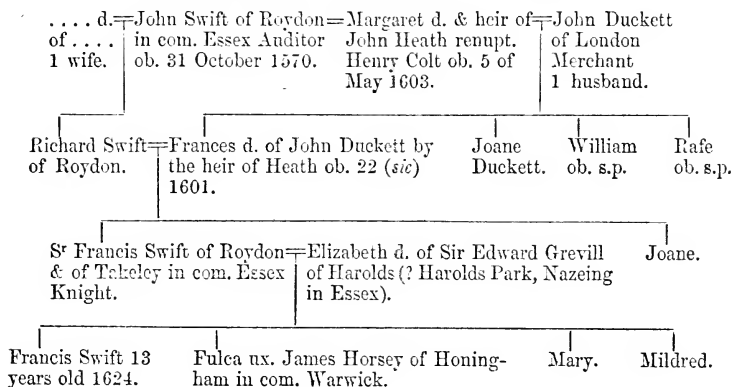 . . . . d.=John Swift of Roydon=Margaret d. & heir of=John Duckett
of . . . . in com. Essex Auditor John Heath renupt. of London
1 wife. ob. 31 October 1570. Henry Colt ob. 5 of Merchant
May 1603. 1 husband.
Richard Swift=Frances d. of John Duckett by Joane William Rafe
of Roydon. the heir of Heath ob. 22 (sic) Duckett. ob. s.p. ob. s.p.
1601.
Sr Francis Swift of Roydon=Elizabeth d. of Sir Edward Grevill Joane.
& of Takeley in com. Essex of Harolds (? Harolds Park, Nazeing
Knight. in Essex).
Francis Swift 13 Fulca ux. James Horsey of Honing- Mary. Mildred.
years old 1624. ham in com. Warwick.